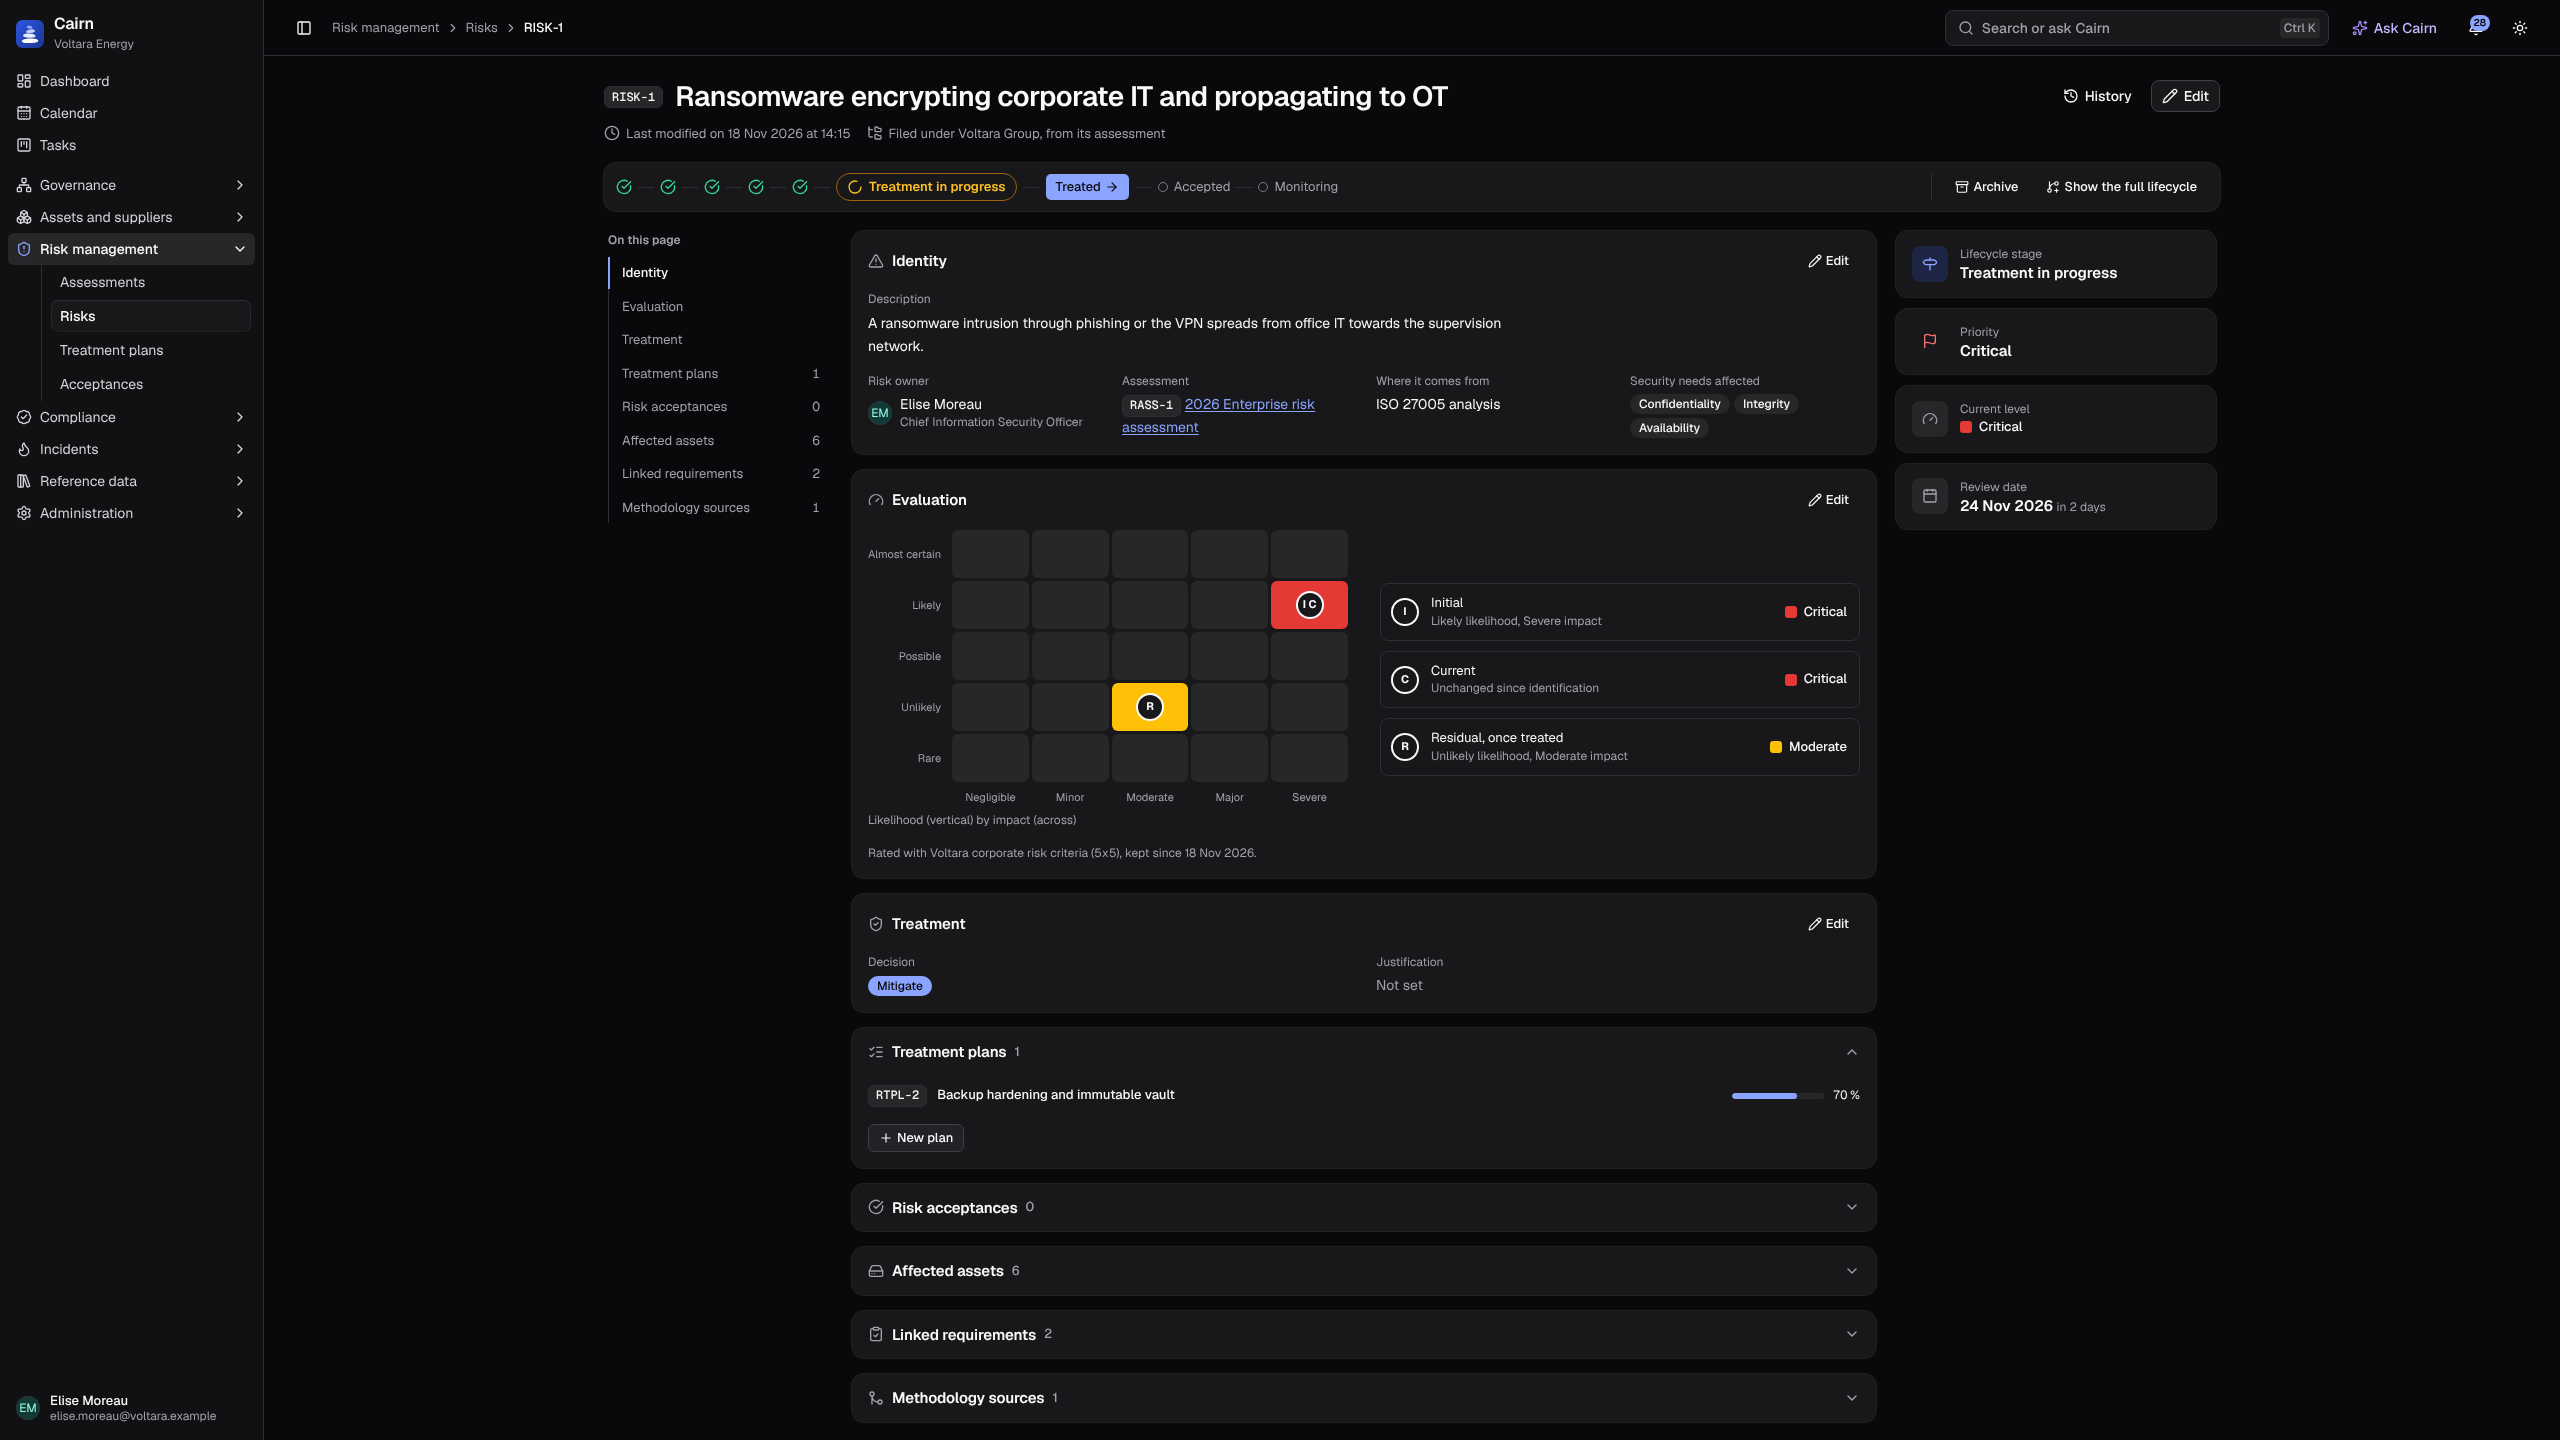 Cairn
Voltara Energy
Dashboard
Calendar
Tasks
Governance
Assets and suppliers
Risk management
Assessments
Risks
Treatment plans
Acceptances
Compliance
Incidents
Reference data
Administration
EM
Elise Moreau
elise.moreau@voltara.example
Risk management > Risks > RISK-1
Search or ask Cairn
Ctrl K
Ask Cairn
28
RISK-1
Ransomware encrypting corporate IT and propagating to OT
Last modified on 18 Nov 2026 at 14:15
Filed under Voltara Group, from its assessment
History
Edit
Treatment in progress
Treated
Accepted
Monitoring
Archive
Show the full lifecycle
On this page
Identity
Evaluation
Treatment
Treatment plans 1
Risk acceptances 0
Affected assets 6
Linked requirements 2
Methodology sources 1
Identity
Edit
Description
A ransomware intrusion through phishing or the VPN spreads from office IT towards the supervision
network.
Risk owner
EM
Elise Moreau
Chief Information Security Officer
Assessment
RASS-1 2026 Enterprise risk
assessment
Where it comes from
ISO 27005 analysis
Security needs affected
Confidentiality
Integrity
Availability
Evaluation
Edit
Almost certain
Likely
I C
Possible
Unlikely
R
Rare
Negligible
Minor
Moderate
Major
Severe
Likelihood (vertical) by impact (across)
Rated with Voltara corporate risk criteria (5x5), kept since 18 Nov 2026.
I
Initial
Likely likelihood, Severe impact
Critical
C
Current
Unchanged since identification
Critical
R
Residual, once treated
Unlikely likelihood, Moderate impact
Moderate
Treatment
Edit
Decision
Mitigate
Justification
Not set
Treatment plans 1
RTPL-2
Backup hardening and immutable vault
70 %
New plan
Risk acceptances 0
Affected assets 6
Linked requirements 2
Methodology sources 1
Lifecycle stage
Treatment in progress
Priority
Critical
Current level
Critical
Review date
24 Nov 2026 in 2 days